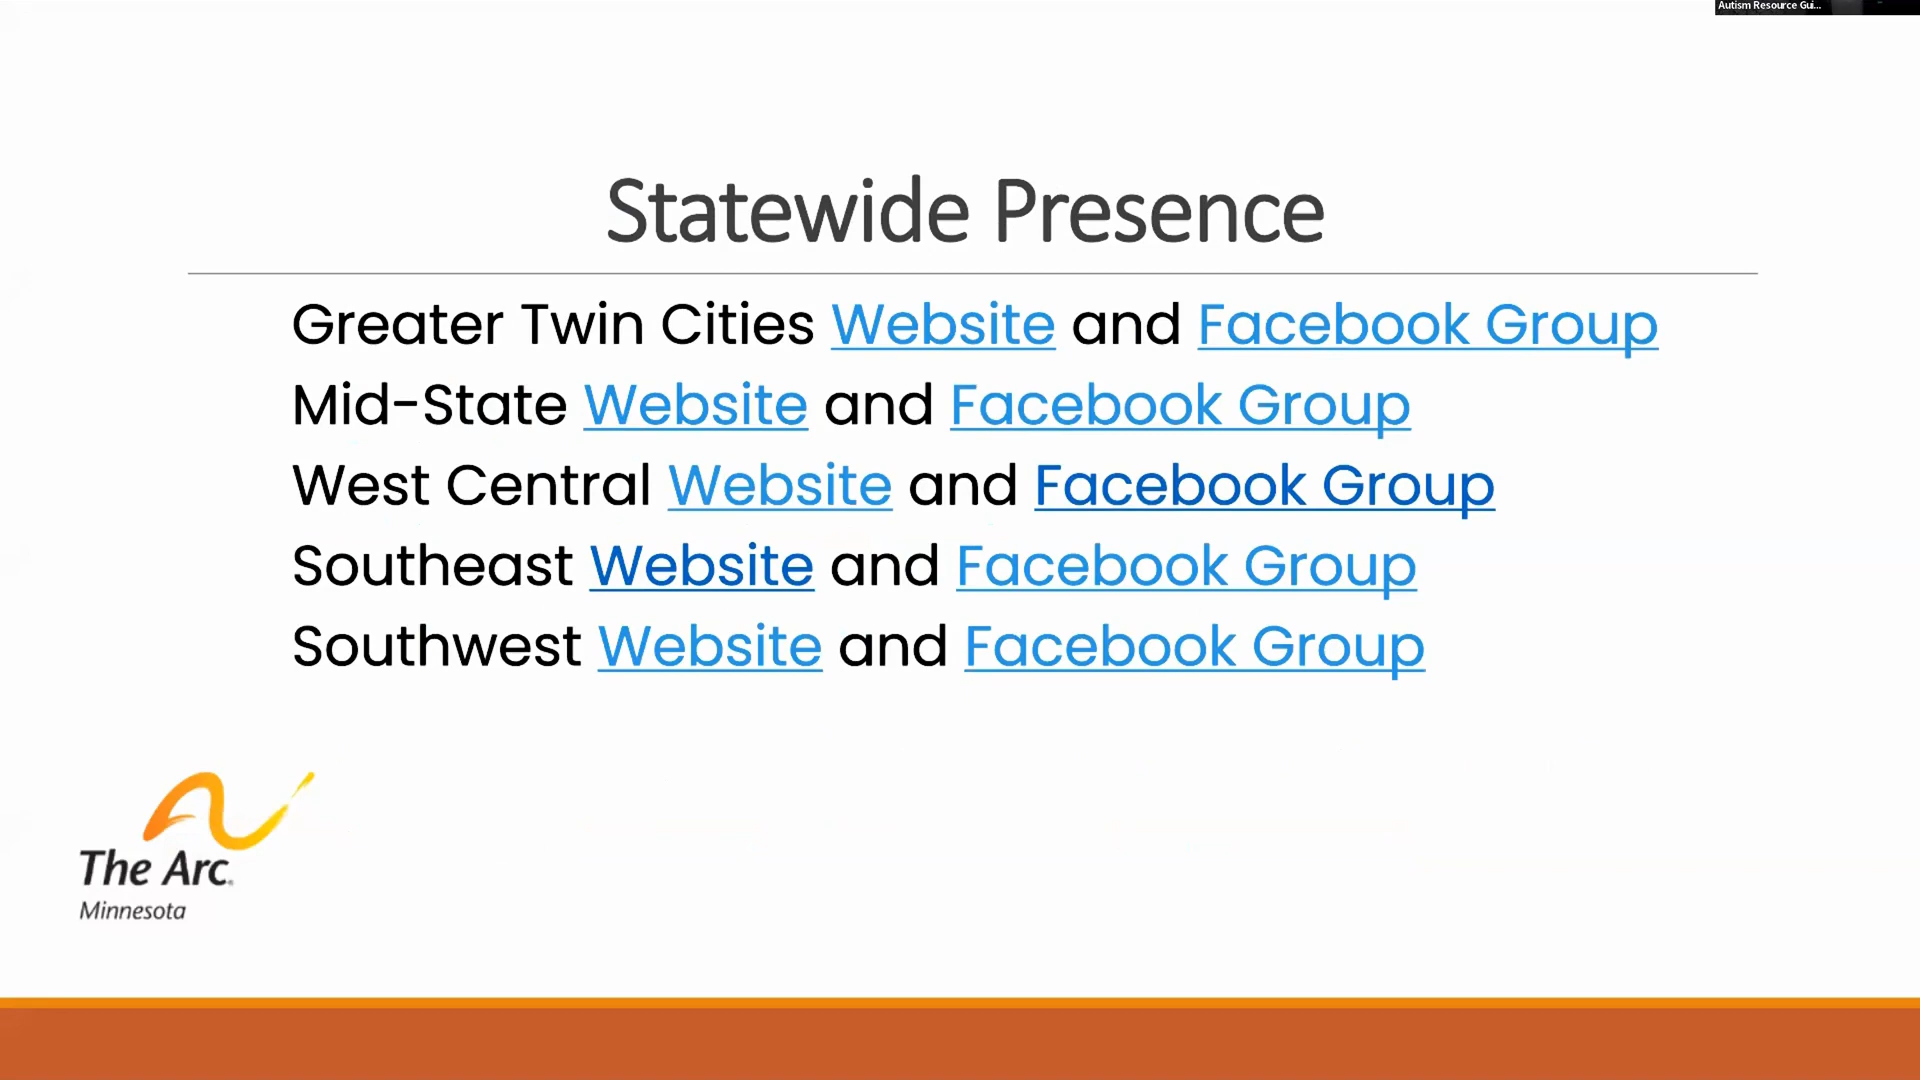 Autism Resource Gui...
Statewide Presence
Greater Twin Cities Website and Facebook Group
Mid-State Website and Facebook Group
West Central Website and Facebook Group
Southeast Website and Facebook Group
Southwest Website and Facebook Group
The Arc®
Minnesota